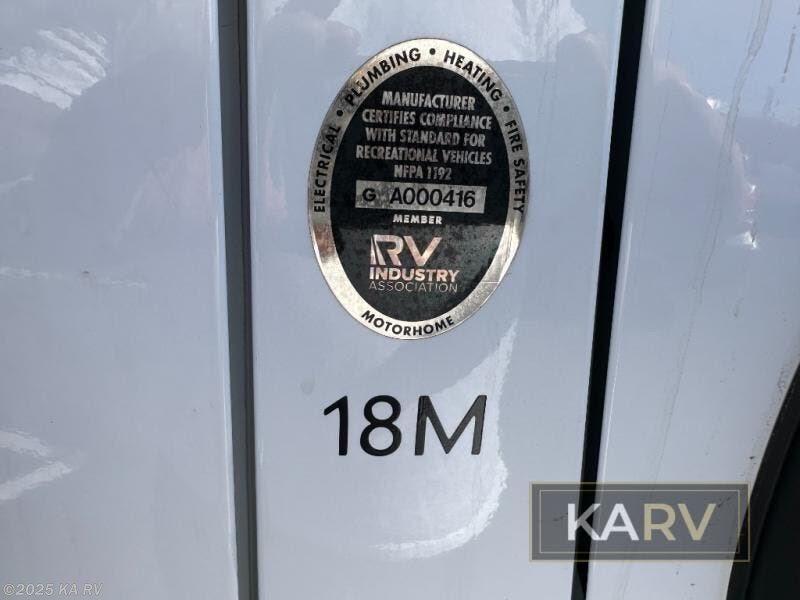 ELECTRICAL • PLUMBING • HEATING • FIRE SAFETY
MANUFACTURER
CERTIFIES COMPLIANCE
WITH STANDARD FOR
RECREATIONAL VEHICLES
NFPA 1192
G A000416
MEMBER
RV
INDUSTRY
ASSOCIATION
MOTORHOME
18M
KARV
©2025 KA RV